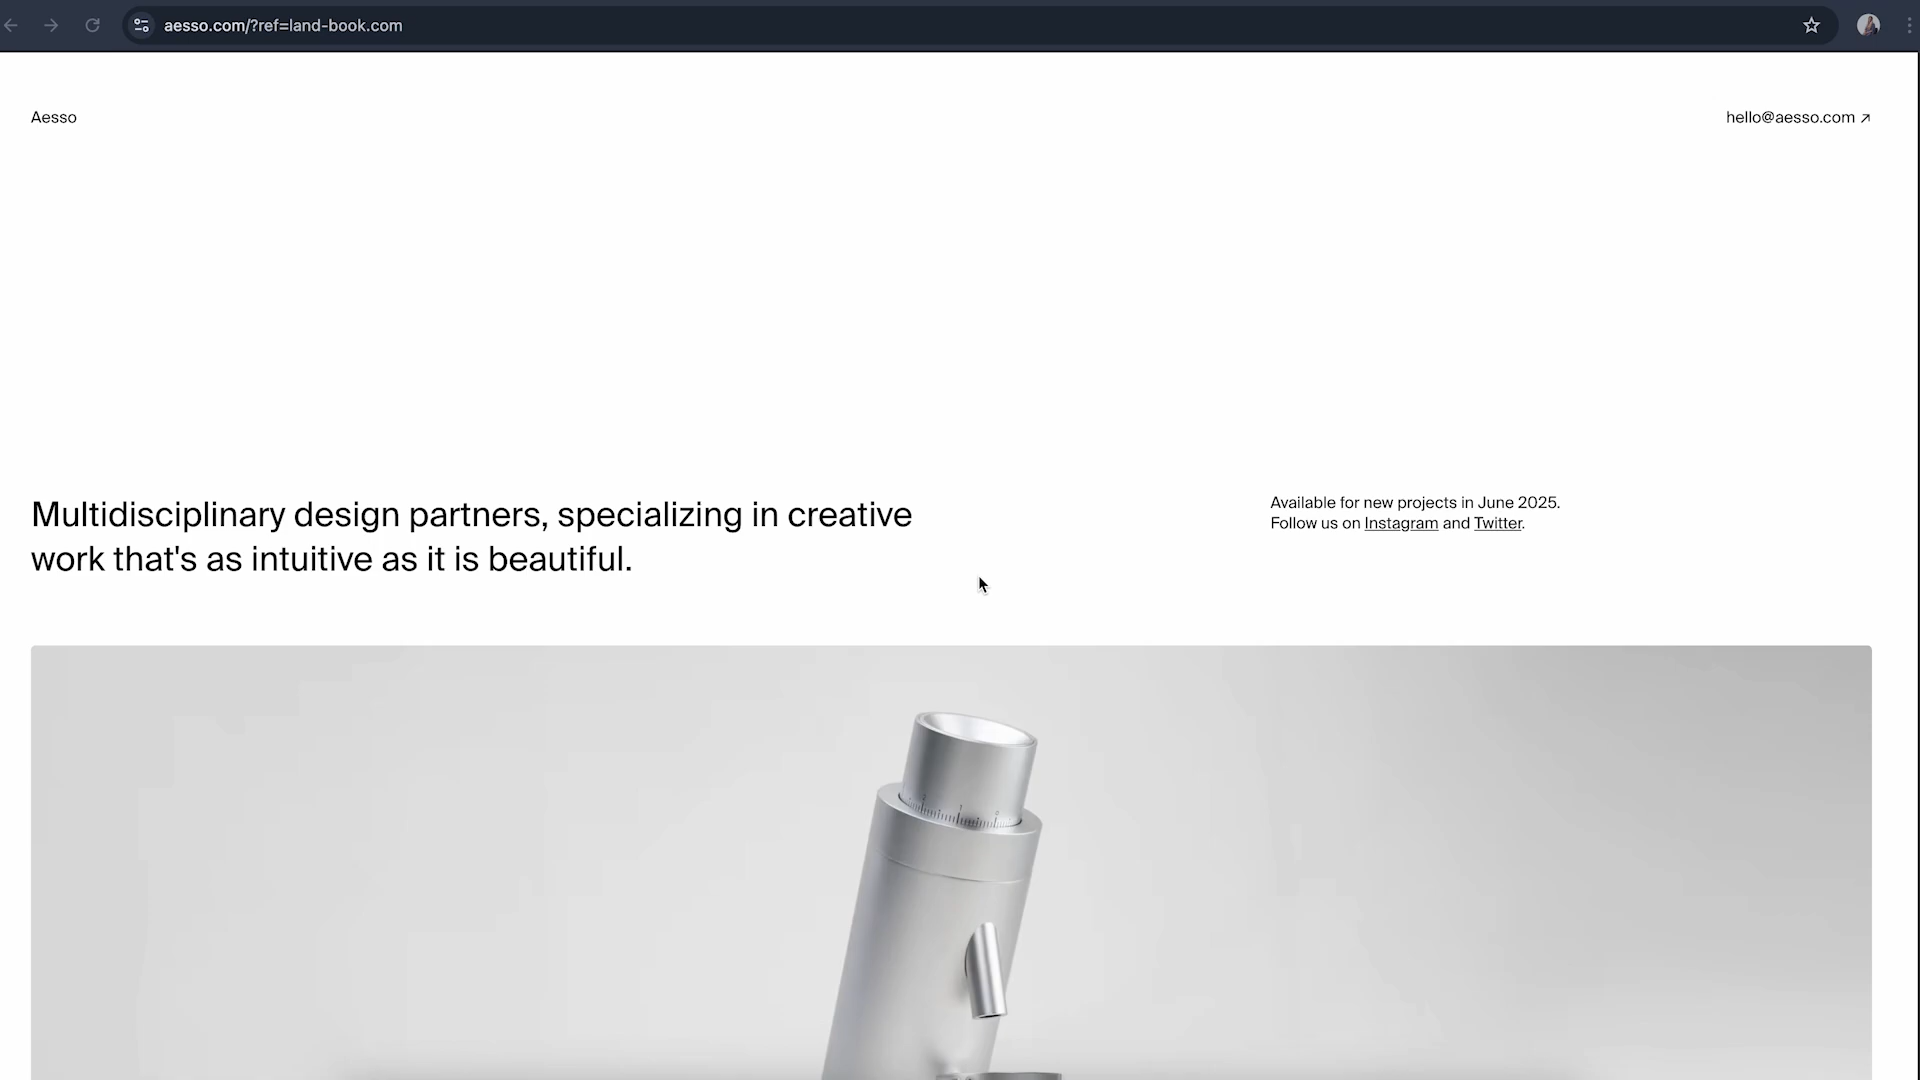 aesso.com/?ref=land-book.com
Aesso
hello@aesso.com ↗
Multidisciplinary design partners, specializing in creative
work that's as intuitive as it is beautiful.
Available for new projects in June 2025.
Follow us on Instagram and Twitter.